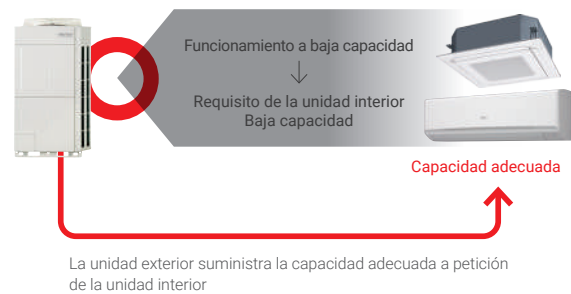 Funcionamiento a baja capacidad
Requisito de la unidad interior
Baja capacidad
Capacidad adecuada
La unidad exterior suministra la capacidad adecuada a petición
de la unidad interior